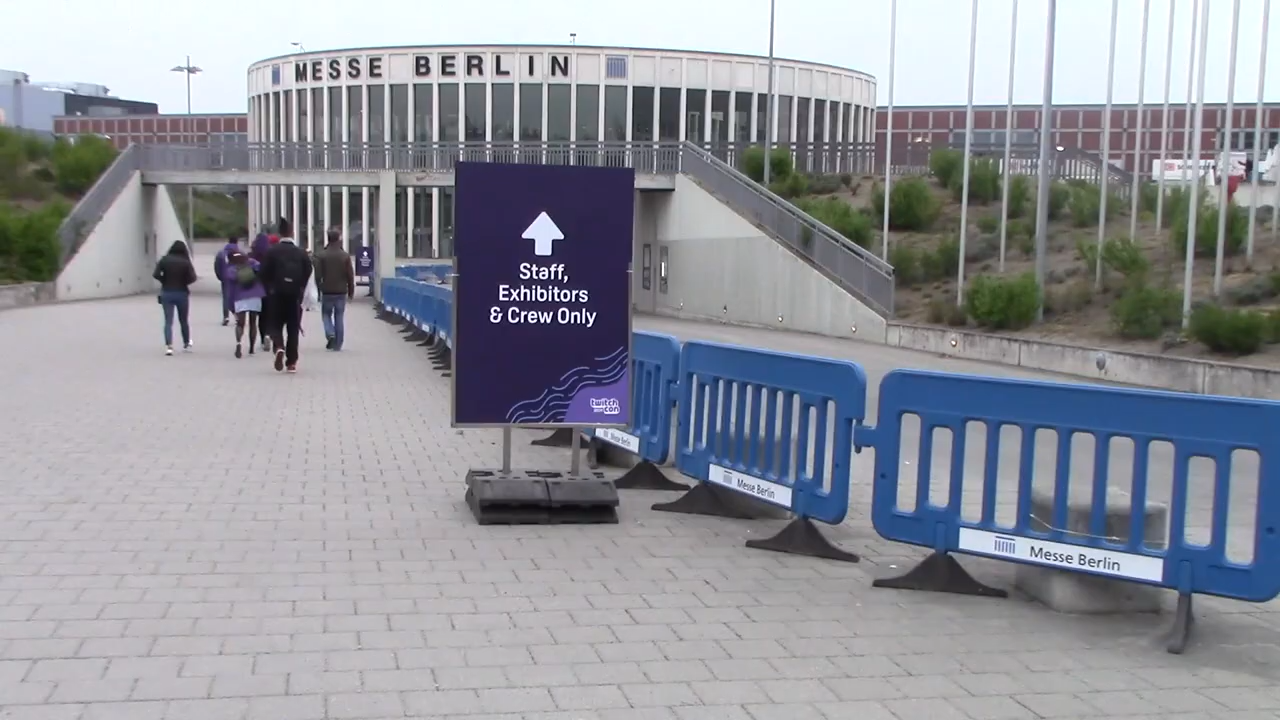 MESSE BERLIN
Staff,
Exhibitors
& Crew Only
twitch
con
Messe Berlin
Messe Berlin
Messe Berlin